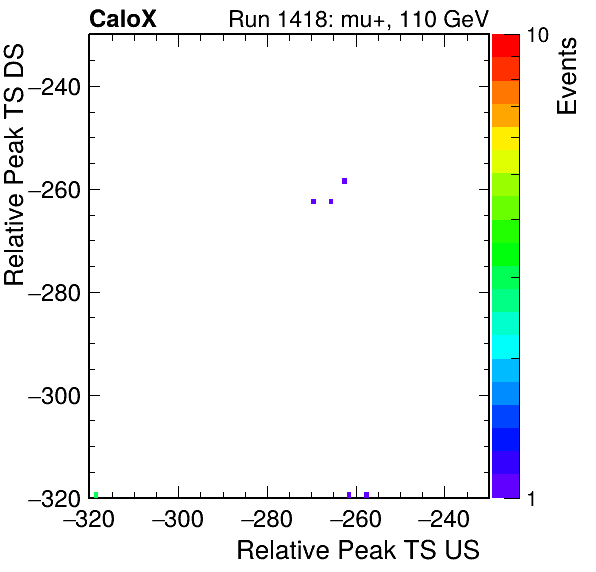 CaloX Run 1418: mu+, 110 GeV
10
Events
Relative Peak TS DS
−240
−260
−280
−300
−320
1
−320 −300 −280 −260 −240
Relative Peak TS US